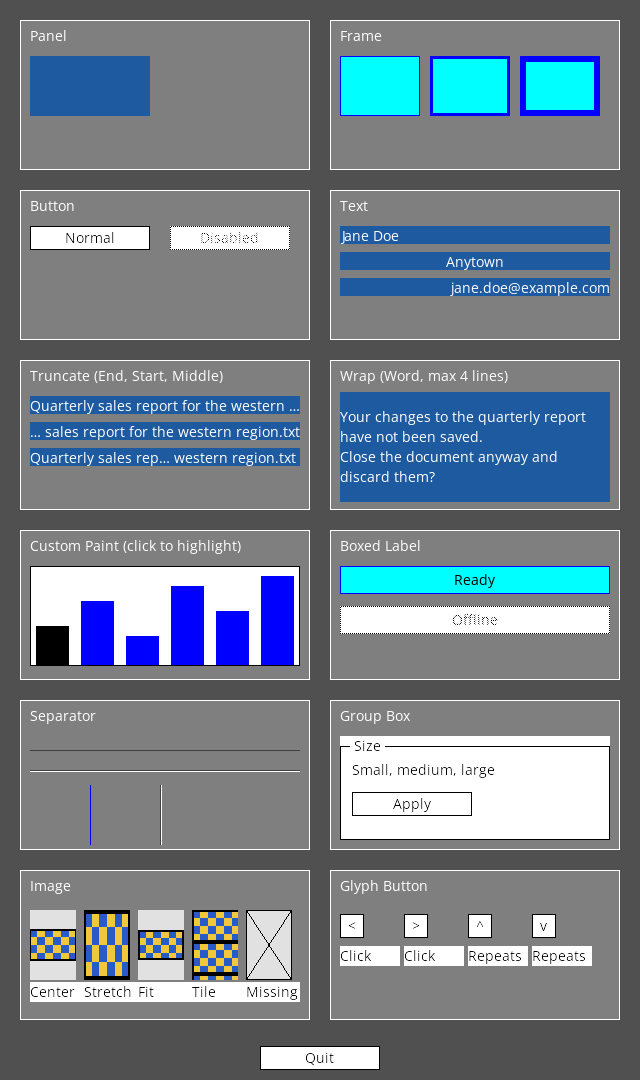 Panel
Frame
Button
Normal
Disabled
Text
Jane Doe
Anytown
jane.doe@example.com
Truncate (End, Start, Middle)
Quarterly sales report for the western ...
... sales report for the western region.txt
Quarterly sales rep... western region.txt
Wrap (Word, max 4 lines)
Your changes to the quarterly report
have not been saved.
Close the document anyway and
discard them?
Custom Paint (click to highlight)
Boxed Label
Ready
Offline
Separator
Group Box
Size
Small, medium, large
Apply
Image
Center Stretch Fit Tile Missing
Glyph Button
< > ^ v
Click Click Repeats Repeats
Quit